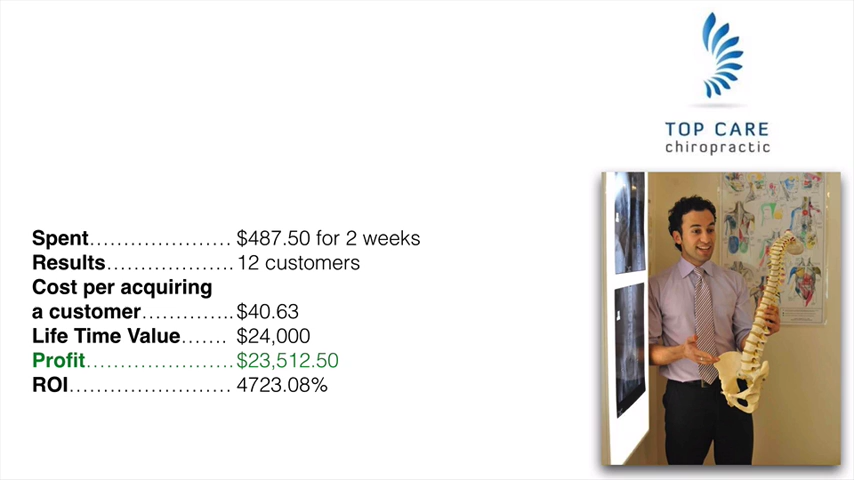 TOP CARE
chiropractic
Spent..................... $487.50 for 2 weeks
Results................... 12 customers
Cost per acquiring
a customer.............. $40.63
Life Time Value....... $24,000
Profit...................... $23,512.50
ROI........................ 4723.08%